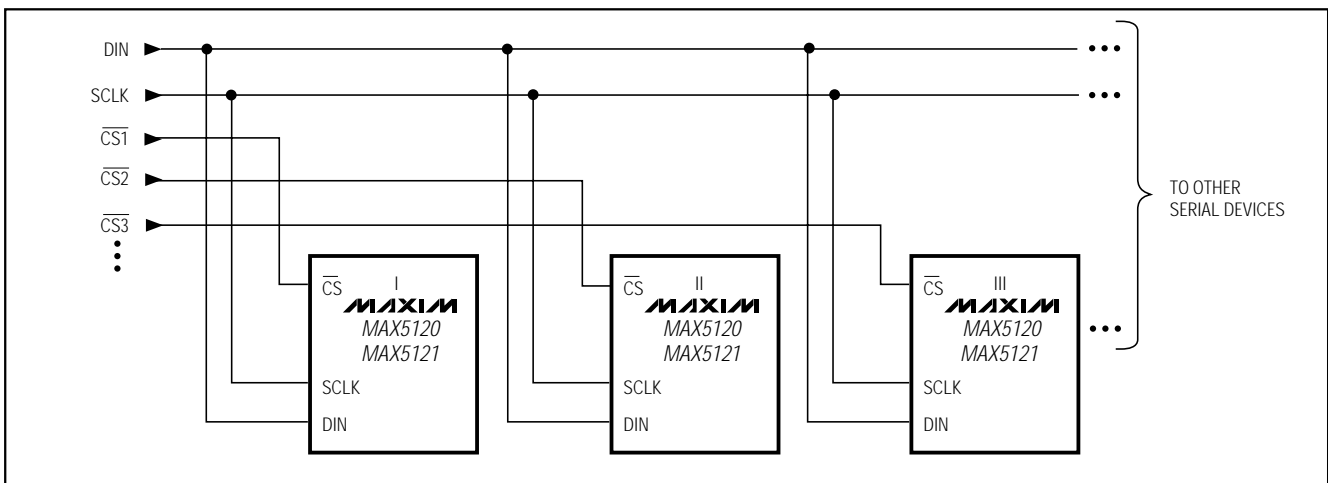 DIN
SCLK
CS1
CS2
CS3
TO OTHER
SERIAL DEVICES
CS
I
MAXIM
MAX5120
MAX5121
SCLK
DIN
CS
II
MAXIM
MAX5120
MAX5121
SCLK
DIN
CS
III
MAXIM
MAX5120
MAX5121
SCLK
DIN